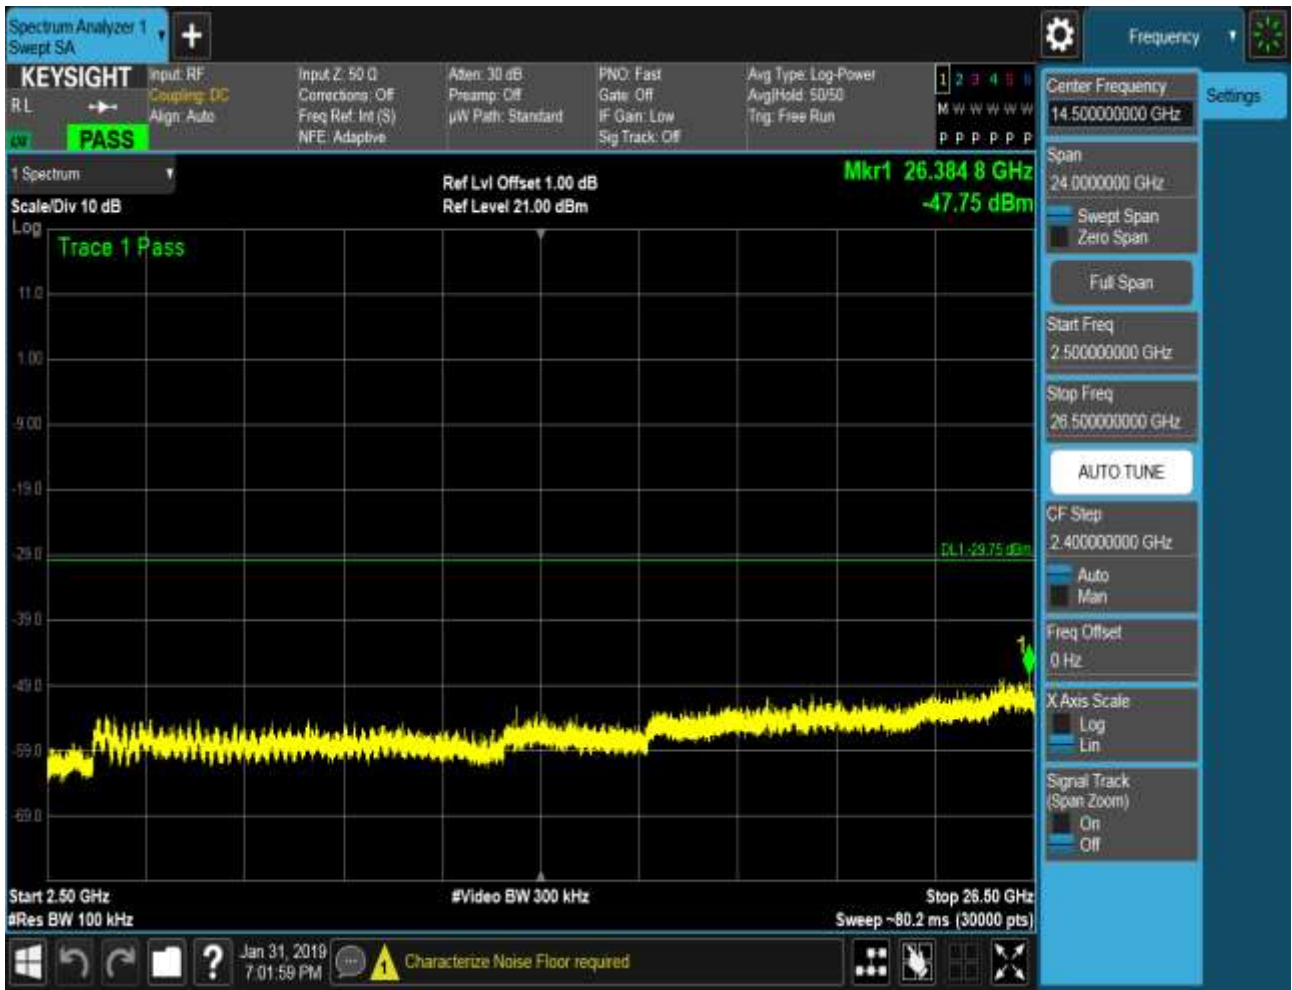 Spectrum Analyzer 1
Swept SA
+
Frequency
KEYSIGHT
R L
PASS
Input: RF
Coupling: DC
Align: Auto
Input Z: 50 Ω
Corrections: Off
Freq Ref: Int (S)
NFE: Adaptive
Atten: 30 dB
Preamp: Off
µW Path: Standard
PNO: Fast
Gate: Off
IF Gain: Low
Sig Track: Off
Avg Type: Log-Power
Avg|Hold: 50/50
Trig: Free Run
1 2 3 4 5 6
M W W W W W
P P P P P P
1 Spectrum
Scale/Div 10 dB
Log
Ref Lvl Offset 1.00 dB
Ref Level 21.00 dBm
Mkr1 26.384 8 GHz
-47.75 dBm
Trace 1 Pass
11.0
1.00
-9.00
-19.0
-29.0
DL1 -29.75 dBm
-39.0
1
-49.0
-59.0
-69.0
Start 2.50 GHz
#Res BW 100 kHz
#Video BW 300 kHz
Stop 26.50 GHz
Sweep ~80.2 ms (30000 pts)
Center Frequency
14.500000000 GHz
Settings
Span
24.0000000 GHz
Swept Span
Zero Span
Full Span
Start Freq
2.500000000 GHz
Stop Freq
26.500000000 GHz
AUTO TUNE
CF Step
2.400000000 GHz
Auto
Man
Freq Offset
0 Hz
X Axis Scale
Log
Lin
Signal Track
(Span Zoom)
On
Off
?
Jan 31, 2019
7:01:59 PM
1
Characterize Noise Floor required